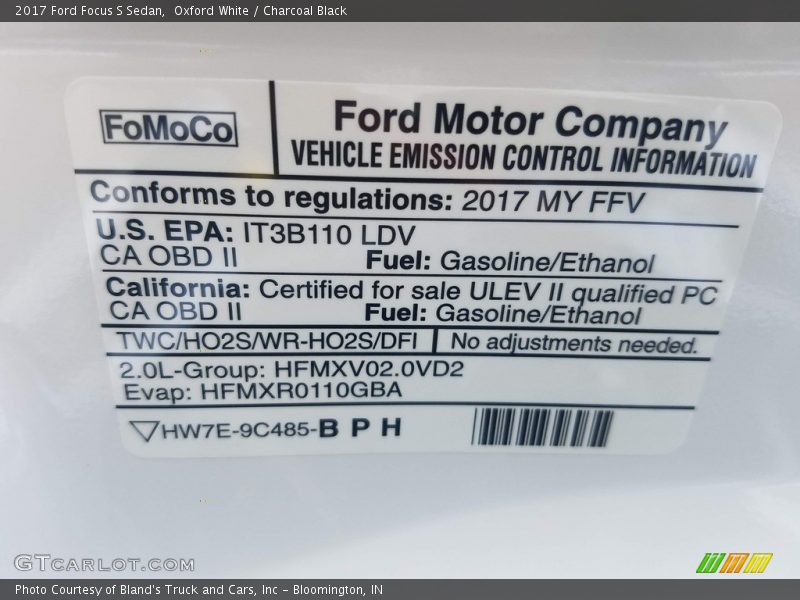 2017 Ford Focus S Sedan,  Oxford White / Charcoal Black
FoMoCo
Ford Motor Company
VEHICLE EMISSION CONTROL INFORMATION
Conforms to regulations: 2017 MY FFV
U.S. EPA: IT3B110 LDV
CA OBD II Fuel: Gasoline/Ethanol
California: Certified for sale ULEV II qualified PC
CA OBD II Fuel: Gasoline/Ethanol
TWC/HO2S/WR-HO2S/DFI No adjustments needed.
2.0L-Group: HFMXV02.0VD2
Evap: HFMXR0110GBA
HW7E-9C485-B P H
GTCARLOT.COM
Photo Courtesy of Bland's Truck and Cars, Inc – Bloomington, IN